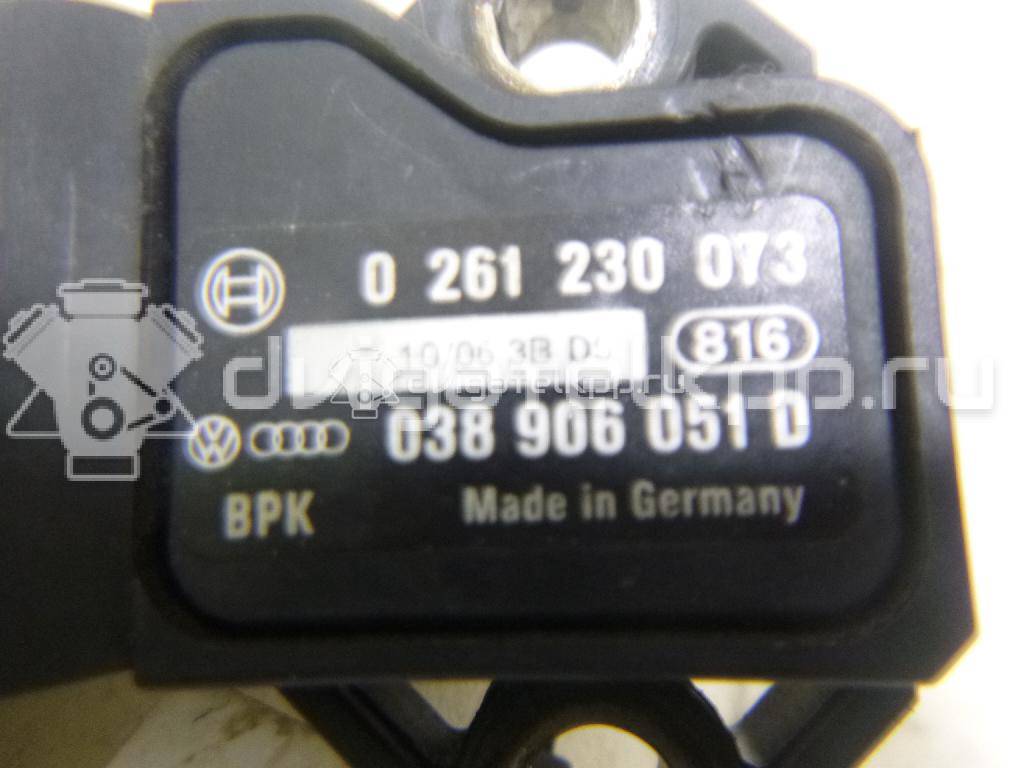 0 261 230 073
10/06 3B
816
038 906 051 D
BPK Made in Germany